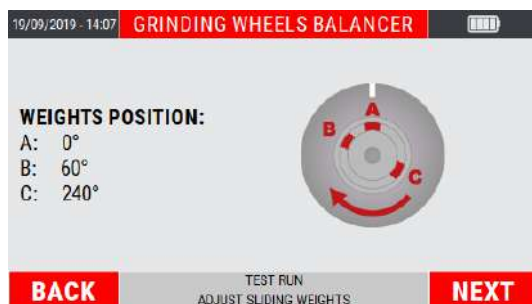 19/09/2019 - 14:07 GRINDING WHEELS BALANCER
WEIGHTS POSITION:
A: 0°
B: 60°
C: 240°
A
B
C
BACK
TEST RUN
ADJUST SLIDING WEIGHTS
NEXT